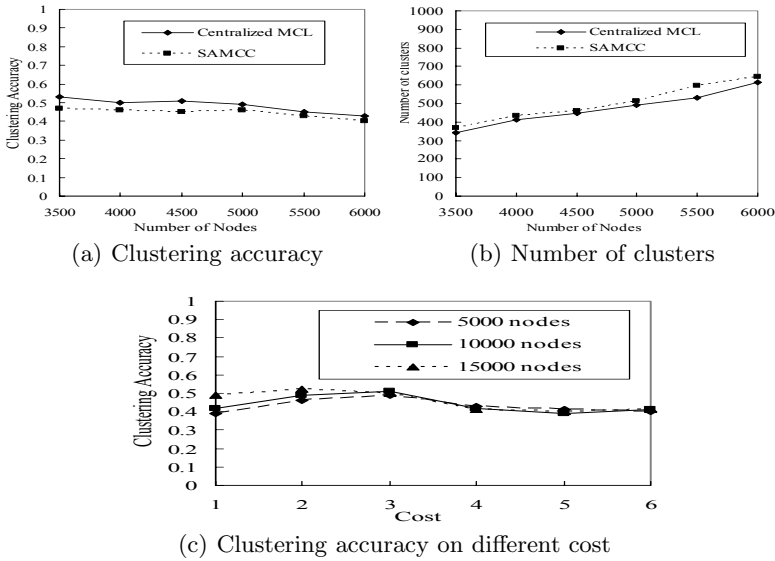 1
0.9
0.8
0.7
0.6
0.5
0.4
0.3
0.2
0.1
0
Clustering Accuracy
Centralized MCL
SAMCC
3500 4000 4500 5000 5500 6000
Number of Nodes
(a) Clustering accuracy
1000
900
800
700
600
500
400
300
200
100
0
Number of clusters
Centralized MCL
SAMCC
3500 4000 4500 5000 5500 6000
Number of Nodes
(b) Number of clusters
1
0.9
0.8
0.7
0.6
0.5
0.4
0.3
0.2
0.1
0
Clustering Accuracy
5000 nodes
10000 nodes
15000 nodes
1 2 3 4 5 6
Cost
(c) Clustering accuracy on different cost